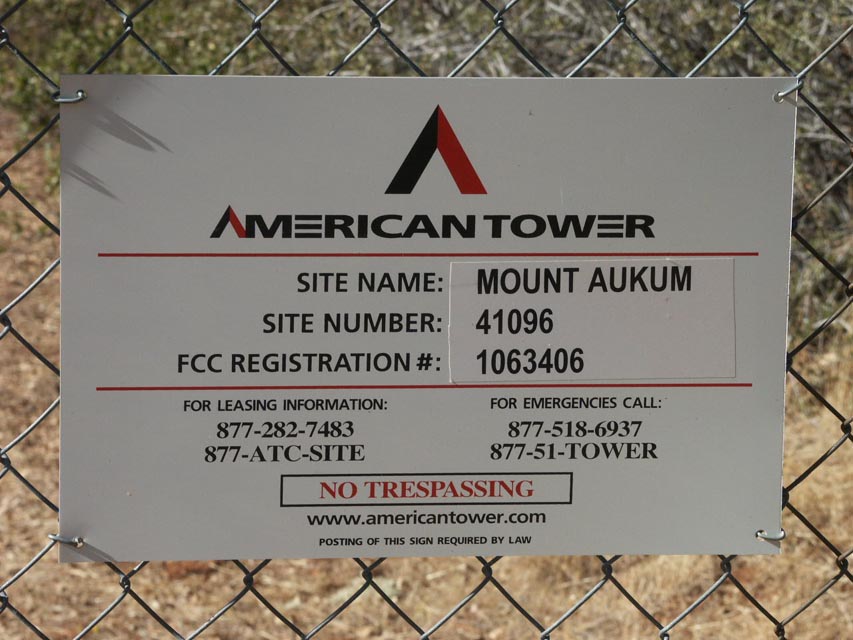 AMERICAN TOWER
SITE NAME: MOUNT AUKUM
SITE NUMBER: 41096
FCC REGISTRATION #: 1063406
FOR LEASING INFORMATION:
877-282-7483
877-ATC-SITE
FOR EMERGENCIES CALL:
877-518-6937
877-51-TOWER
NO TRESPASSING
www.americantower.com
POSTING OF THIS SIGN REQUIRED BY LAW